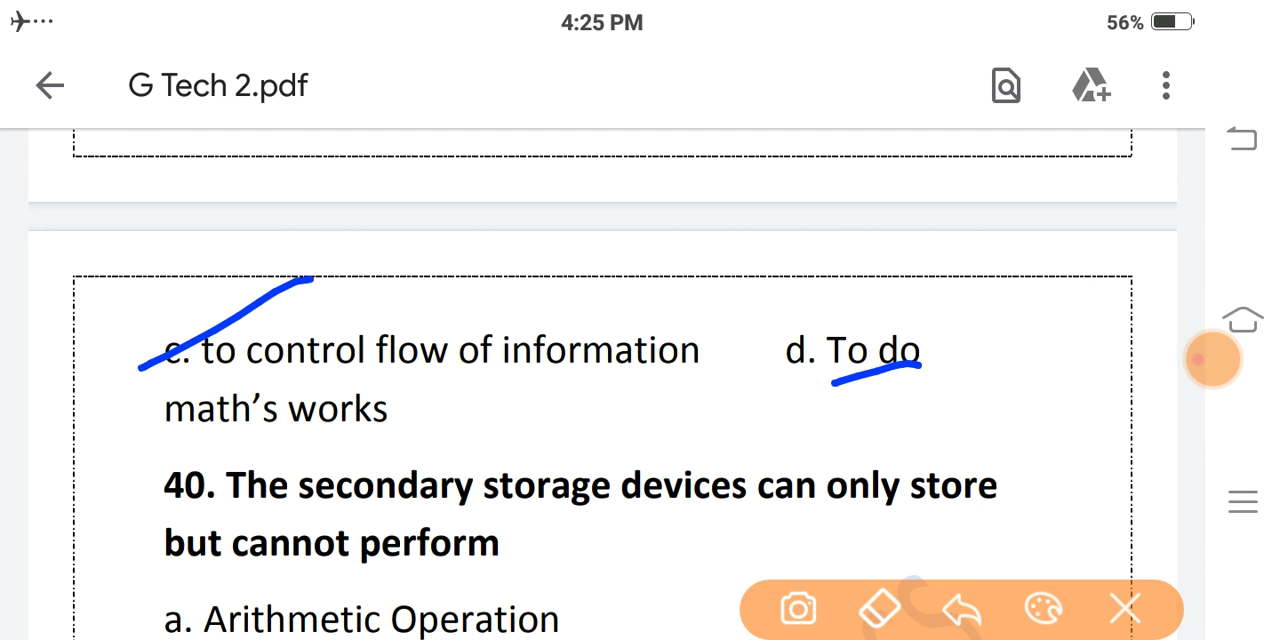 4:25 PM
56%
G Tech 2.pdf
c. to control flow of information d. To do
math’s works
40. The secondary storage devices can only store
but cannot perform
a. Arithmetic Operation